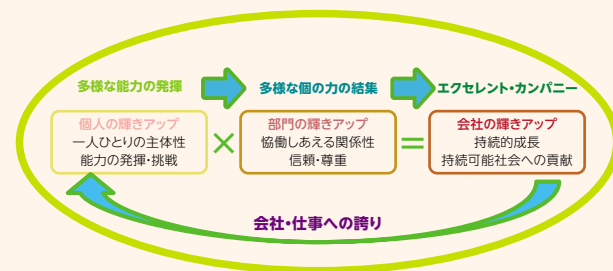 多様な能力の発揮
多様な個の力の結集
エクセレント・カンパニー
個人の輝きアップ
一人ひとりの主体性
能力の発揮・挑戦
×
部門の輝きアップ
恊働しあえる関係性
信頼・尊重
=
会社の輝きアップ
持続的成長
持続可能社会への貢献
会社・仕事への誇り